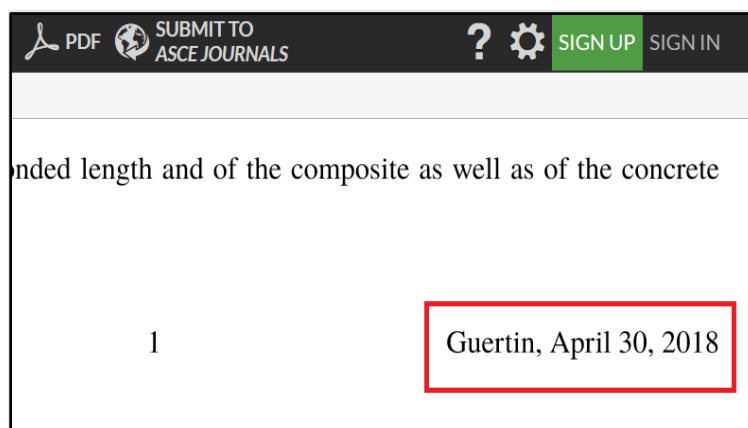 PDF SUBMIT TO ASCE JOURNALS ? SIGN UP SIGN IN
nded length and of the composite as well as of the concrete
1 Guertin, April 30, 2018